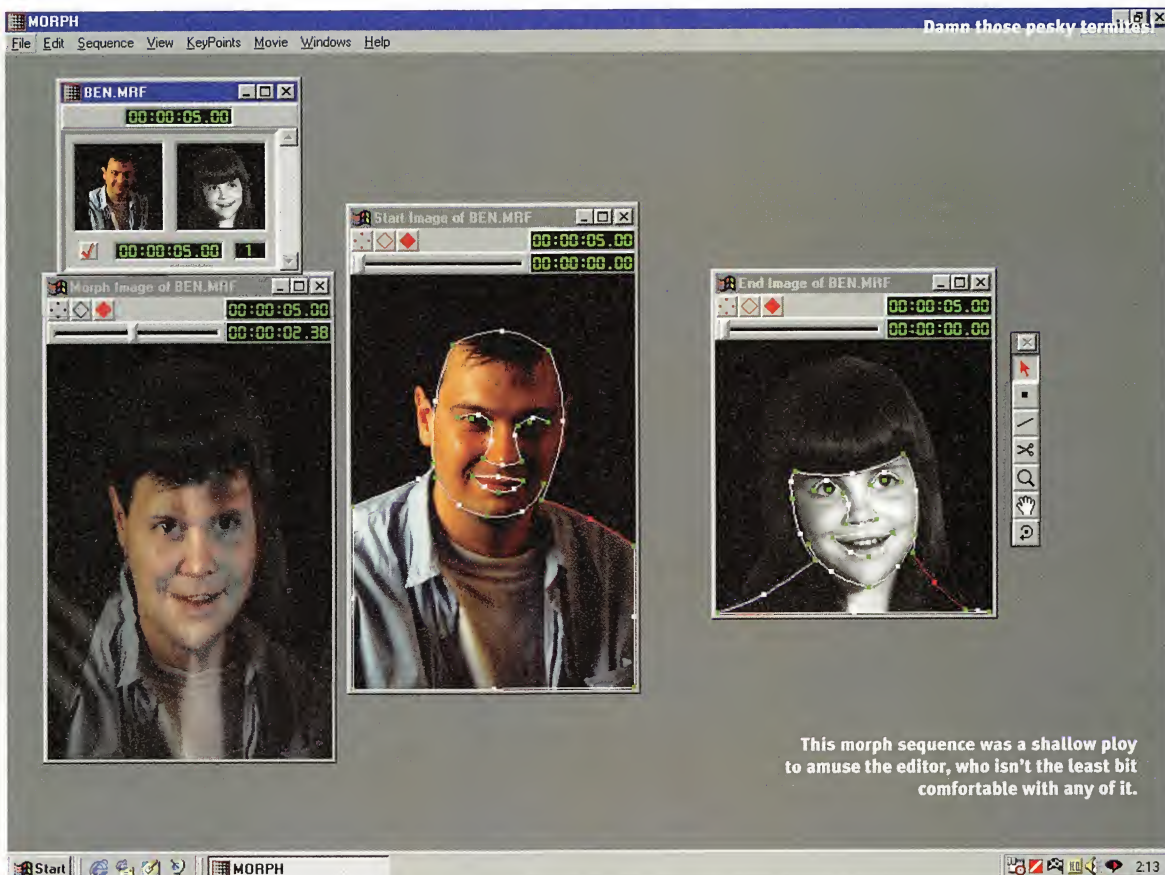 MORPH
Damn those pesky termites!
File Edit Sequence View KeyPoints Movie Windows Help
BEN.MRF
00:00:05.00
00:00:05.00 1
Morph Image of BEN.MRF
00:00:05.00
00:00:02.38
Start Image of BEN.MRF
00:00:05.00
00:00:00.00
End Image of BEN.MRF
00:00:05.00
00:00:00.00
This morph sequence was a shallow ploy
to amuse the editor, who isn't the least bit
comfortable with any of it.
Start MORPH 2:13